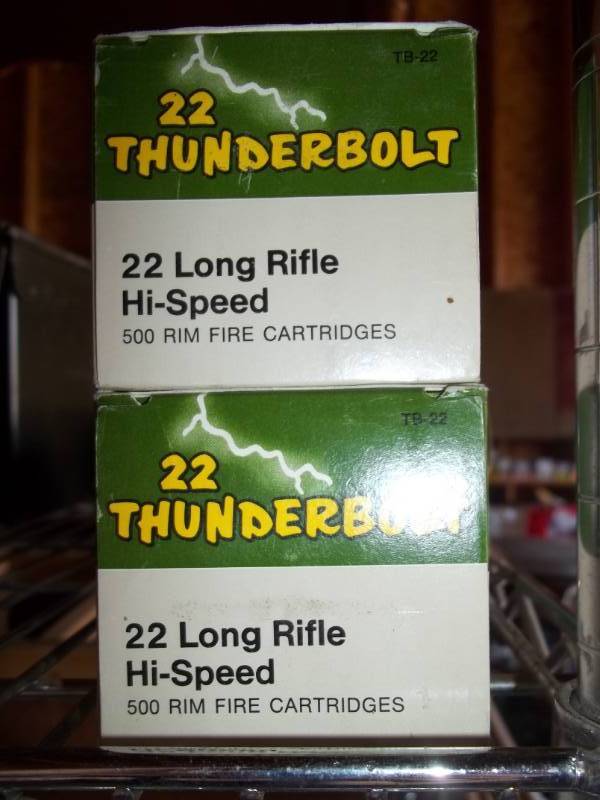 TB-22
22
THUNDERBOLT
22 Long Rifle
Hi-Speed
500 RIM FIRE CARTRIDGES
TB-22
22
THUNDERBOLT
22 Long Rifle
Hi-Speed
500 RIM FIRE CARTRIDGES